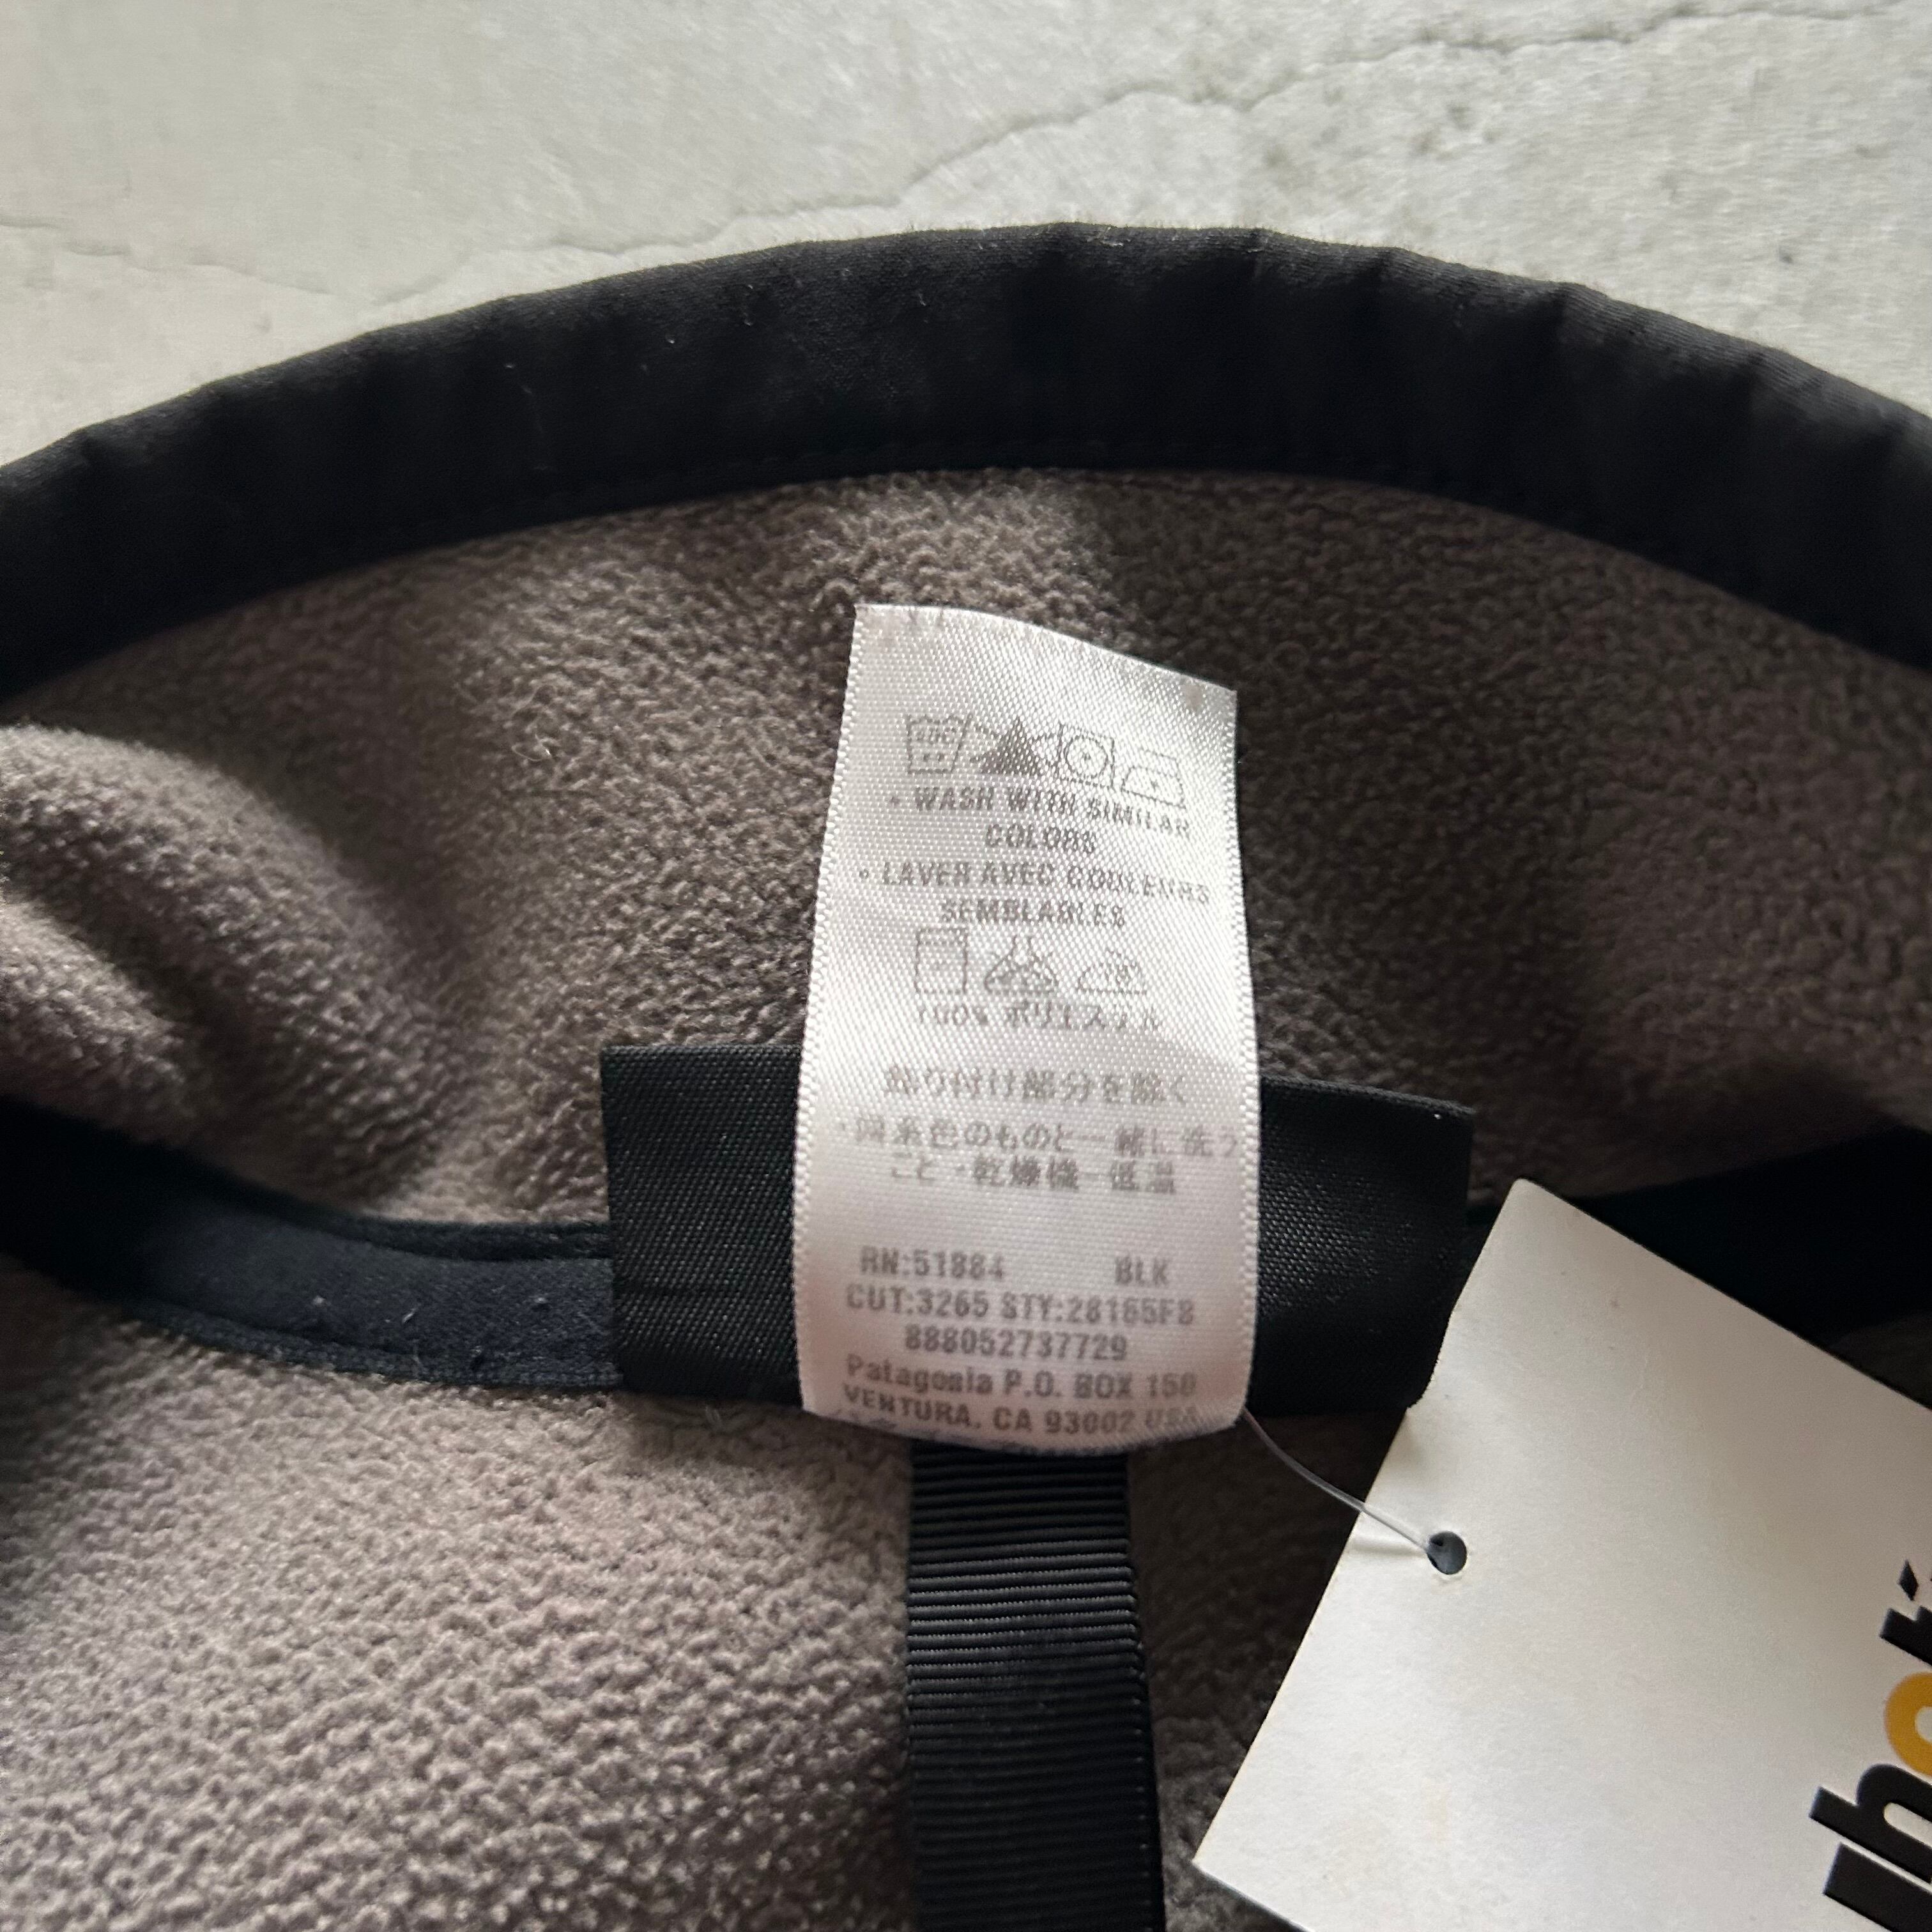 • WASH WITH SIMILAR
COLORS
• LAVER AVEC COULEURS
SEMBLABLES
100% ポリエステル
飾り付け部分を除く
・同系色のものと一緒に洗う
こと・乾燥機－低温
RN:51884 BLK
CUT:3265 STY:28165F8
888052737729
Patagonia P.O. BOX 150
VENTURA, CA 93002 USA